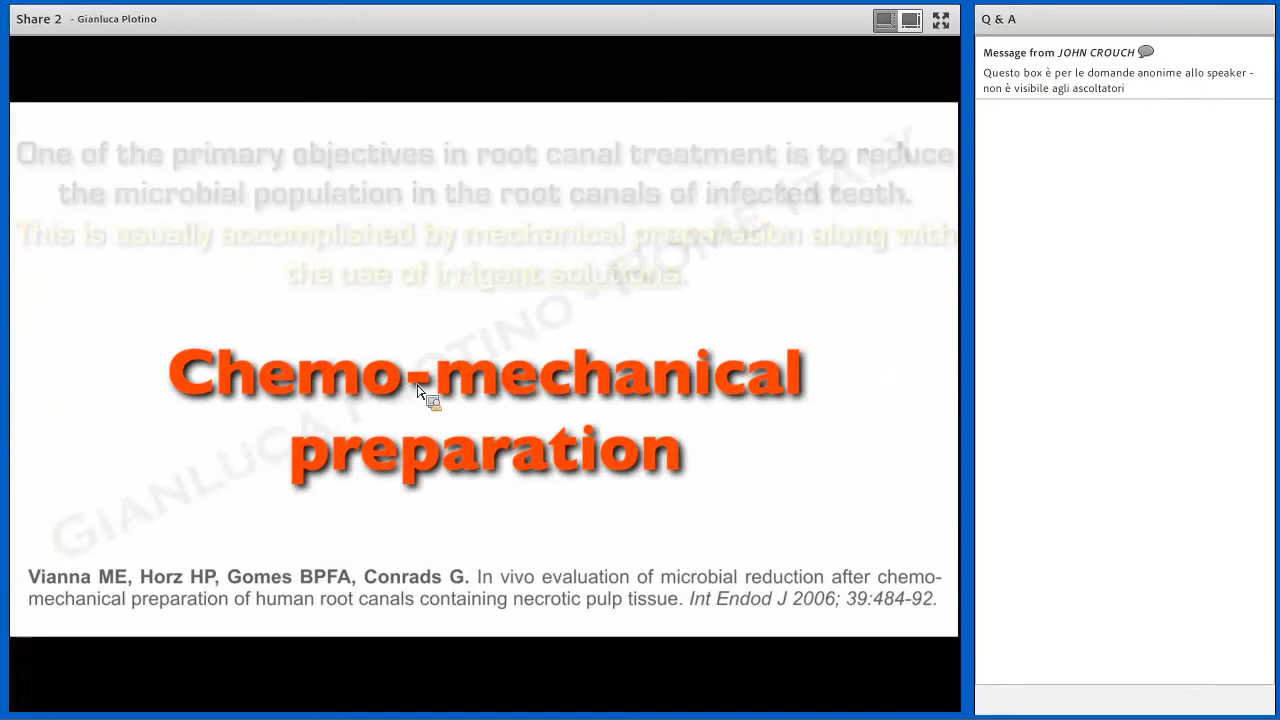 Share 2 - Gianluca Plotino
One of the primary objectives in root canal treatment is to reduce
the microbial population in the root canals of infected teeth.
This is usually accomplished by mechanical preparation along with
the use of irrigant solutions.
Chemo-mechanical
preparation
GIANLUCA PLOTINO - ROME ITALY
Vianna ME, Horz HP, Gomes BPFA, Conrads G. In vivo evaluation of microbial reduction after chemo-
mechanical preparation of human root canals containing necrotic pulp tissue. Int Endod J 2006; 39:484-92.
Q & A
Message from JOHN CROUCH
Questo box è per le domande anonime allo speaker -
non è visibile agli ascoltatori